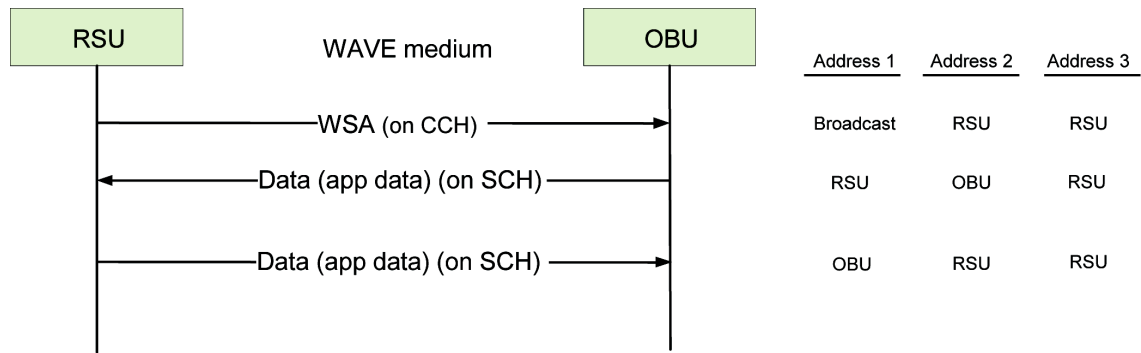 RSU
WAVE medium
OBU
Address 1 Address 2 Address 3
WSA (on CCH)
Broadcast RSU RSU
Data (app data) (on SCH)
RSU OBU RSU
Data (app data) (on SCH)
OBU RSU RSU